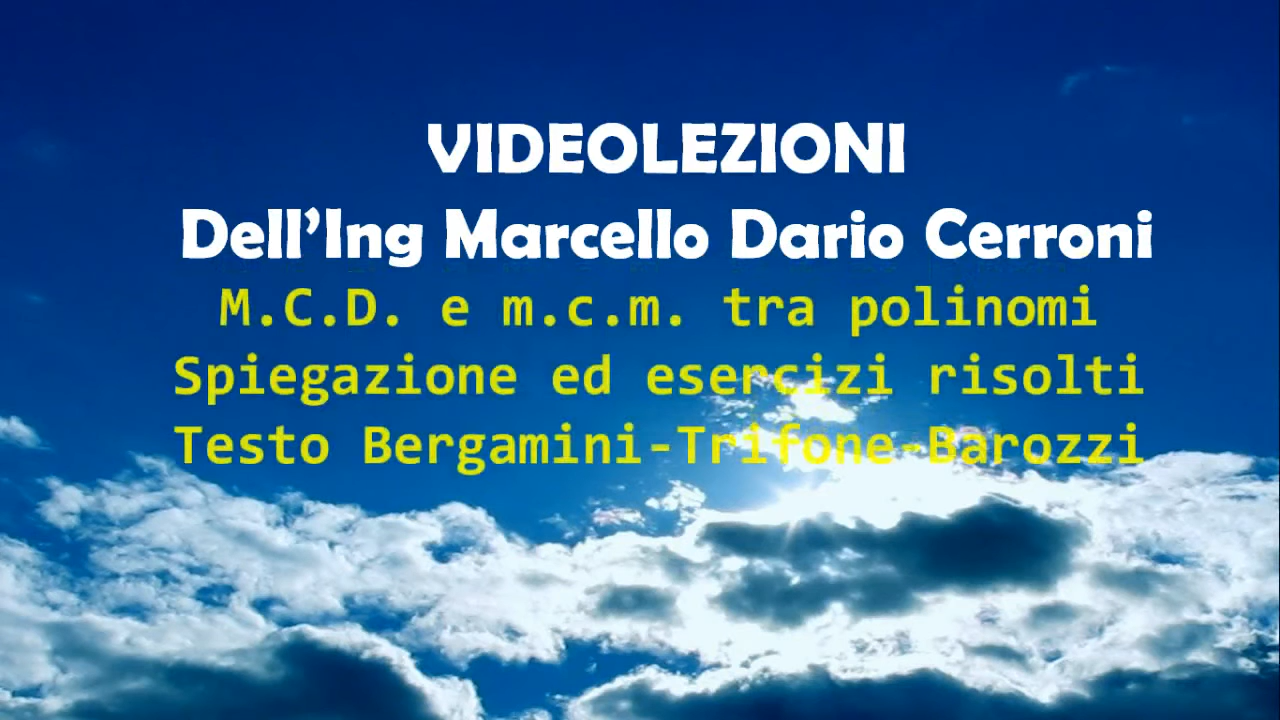 VIDEOLEZIONI
Dell’Ing Marcello Dario Cerroni
M.C.D. e m.c.m. tra polinomi
Spiegazione ed esercizi risolti
Testo Bergamini-Trifone-Barozzi